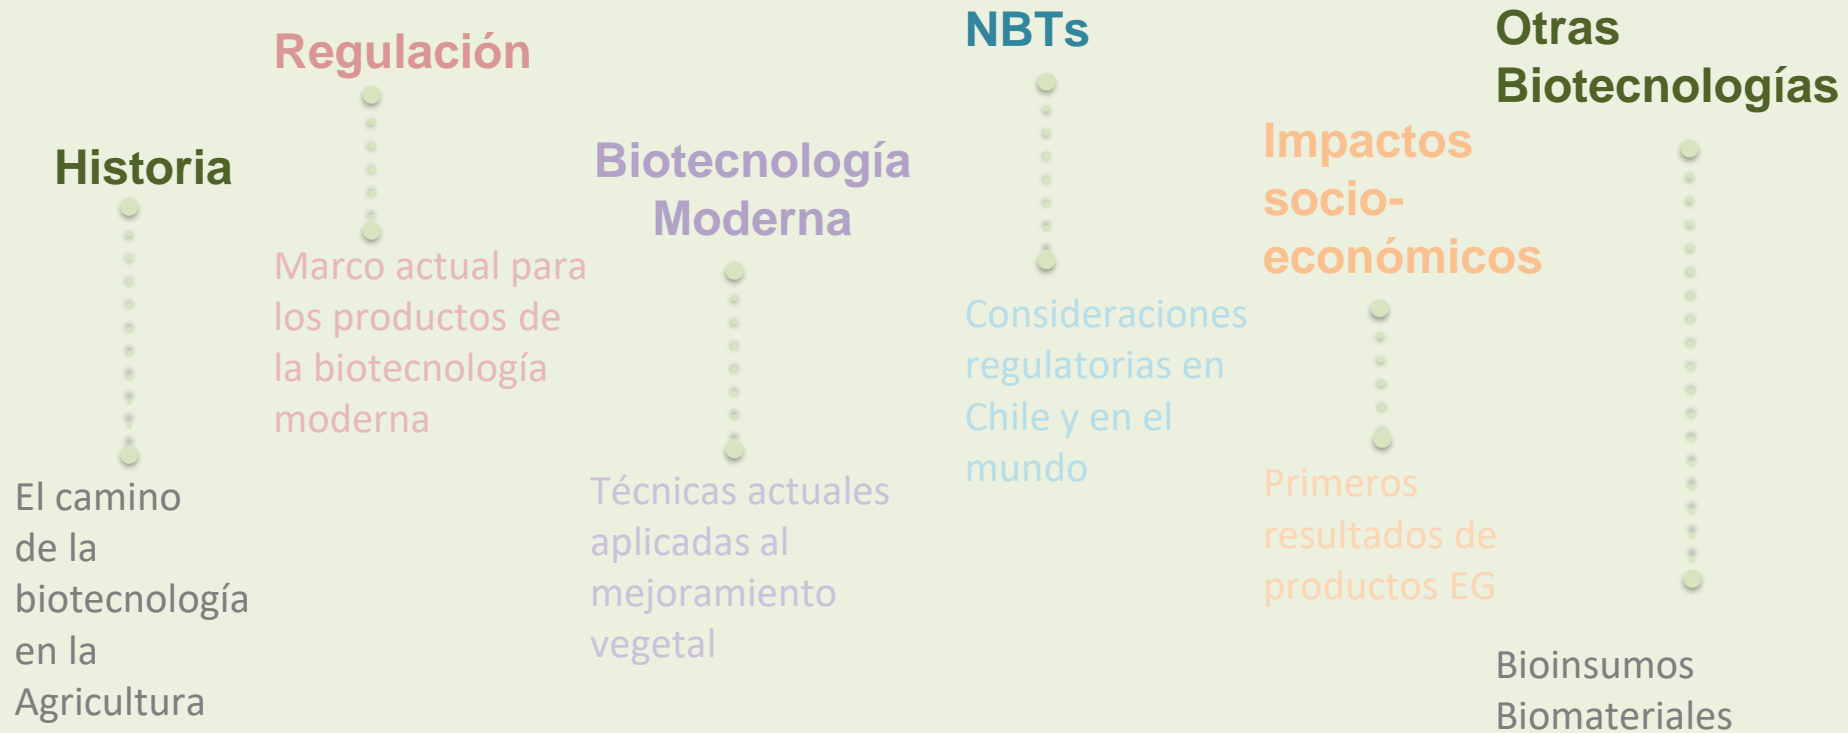 Historia
El camino
de la
biotecnología
en la
Agricultura
Regulación
Marco actual para
los productos de
la biotecnología
moderna
Biotecnología
Moderna
Técnicas actuales
aplicadas al
mejoramiento
vegetal
NBTs
Consideraciones
regulatorias en
Chile y en el
mundo
Impactos
socio-
económicos
Primeros
resultados de
productos EG
Otras
Biotecnologías
Bioinsumos
Biomateriales